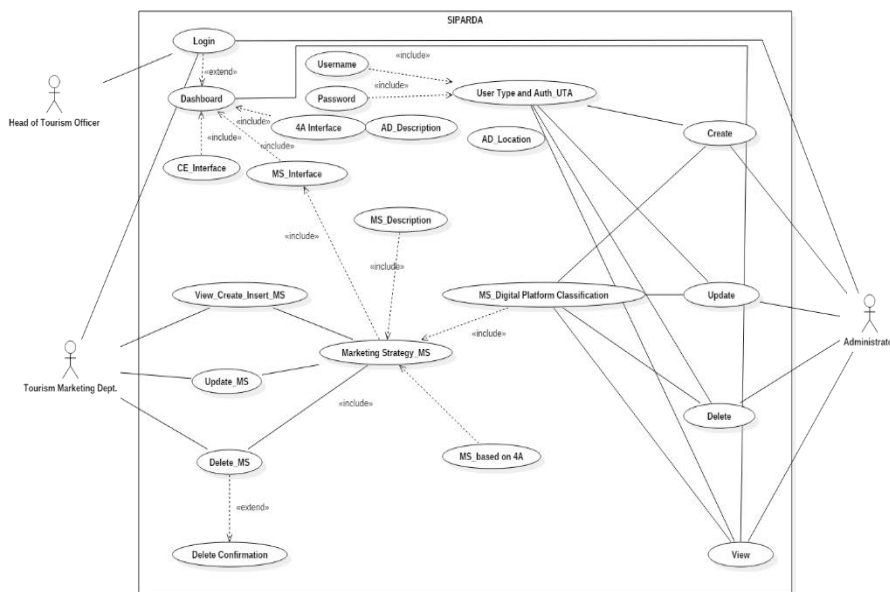 SIPARDA
Login
Username
«include»
«extend»
«include»
User Type and Auth_UTA
Head of Tourism Officer
Dashboard
Password
4A Interface
AD_Description
Create
«include»
«include»
AD_Location
CE_Interface
MS_Interface
MS_Description
«include»
«include»
View_Create_Insert_MS
MS_Digital Platform Classification
Update
«include»
Administrator
Marketing Strategy_MS
Tourism Marketing Dept.
Update_MS
«include»
Delete
Delete_MS
MS_based on 4A
«extend»
Delete Confirmation
View